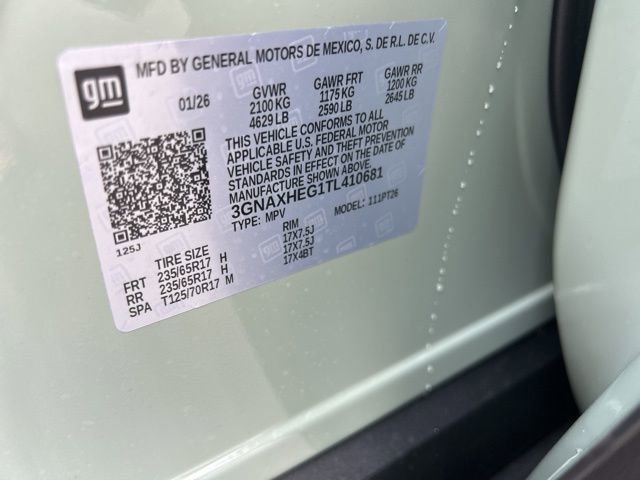 MFD BY GENERAL MOTORS DE MEXICO, S. DE R.L. DE C.V.
gm
01/26
GVWR
2100 KG
4629 LB
GAWR FRT
1175 KG
2590 LB
GAWR RR
1200 KG
2645 LB
THIS VEHICLE CONFORMS TO ALL
APPLICABLE U.S. FEDERAL MOTOR
VEHICLE SAFETY AND THEFT PREVENTION
STANDARDS IN EFFECT ON THE DATE OF
MANUFACTURE SHOWN ABOVE.
3GNAXHEG1TL410681
TYPE: MPV MODEL: 111PT26
125J
TIRE SIZE RIM
FRT 235/65R17 H 17X7.5J
RR 235/65R17 H 17X7.5J
SPA T125/70R17 M 17X4BT